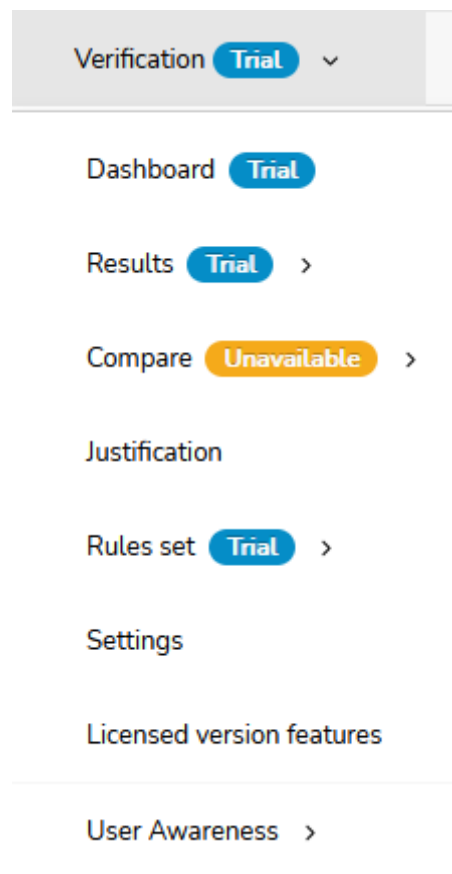 Verification Trial
Dashboard Trial
Results Trial
Compare Unavailable
Justification
Rules set Trial
Settings
Licensed version features
User Awareness